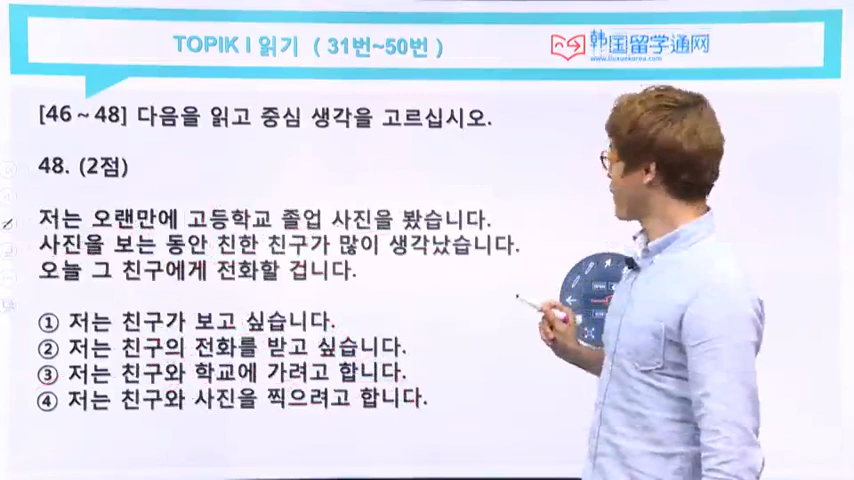 TOPIK I 읽기 ( 31번~50번 )
韩国留学通网
www.liuxuekorea.com
[46 ~ 48] 다음을 읽고 중심 생각을 고르십시오.
48. (2점)
저는 오랜만에 고등학교 졸업 사진을 봤습니다.
사진을 보는 동안 친한 친구가 많이 생각났습니다.
오늘 그 친구에게 전화할 겁니다.
① 저는 친구가 보고 싶습니다.
② 저는 친구의 전화를 받고 싶습니다.
③ 저는 친구와 학교에 가려고 합니다.
④ 저는 친구와 사진을 찍으려고 합니다.